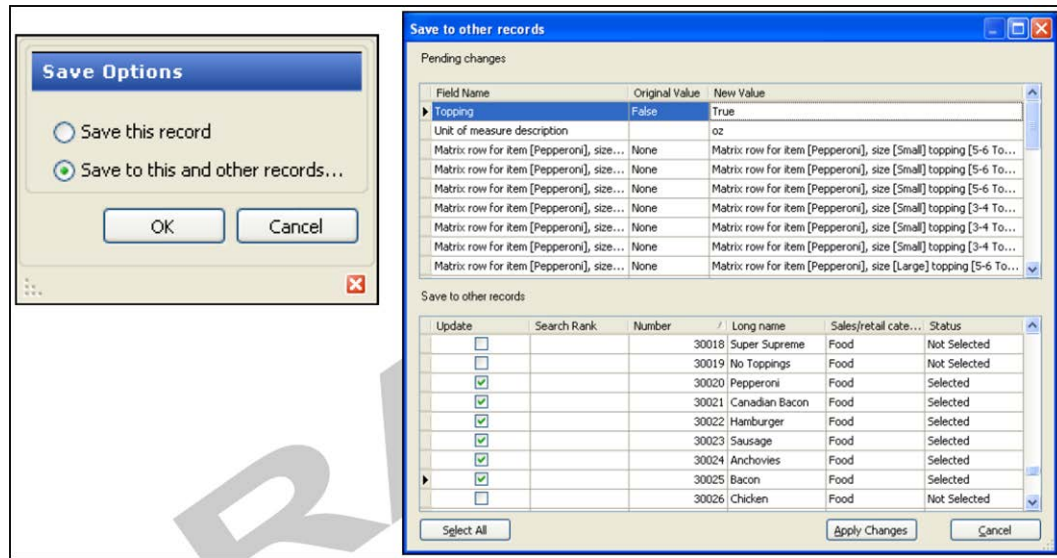 Save Options
Save this record
Save to this and other records...
OK Cancel
Save to other records
Pending changes
Field Name Original Value New Value
Topping False True
Unit of measure description oz
Matrix row for item [Pepperoni], size... None Matrix row for item [Pepperoni], size [Small] topping [5-6 To...
Matrix row for item [Pepperoni], size... None Matrix row for item [Pepperoni], size [Small] topping [5-6 To...
Matrix row for item [Pepperoni], size... None Matrix row for item [Pepperoni], size [Small] topping [5-6 To...
Matrix row for item [Pepperoni], size... None Matrix row for item [Pepperoni], size [Small] topping [3-4 To...
Matrix row for item [Pepperoni], size... None Matrix row for item [Pepperoni], size [Small] topping [3-4 To...
Matrix row for item [Pepperoni], size... None Matrix row for item [Pepperoni], size [Small] topping [3-4 To...
Matrix row for item [Pepperoni], size... None Matrix row for item [Pepperoni], size [Large] topping [5-6 To...
Save to other records
Update Search Rank Number / Long name Sales/retail cate... Status
30018 Super Supreme Food Not Selected
30019 No Toppings Food Not Selected
30020 Pepperoni Food Selected
30021 Canadian Bacon Food Selected
30022 Hamburger Food Selected
30023 Sausage Food Selected
30024 Anchovies Food Selected
30025 Bacon Food Selected
30026 Chicken Food Not Selected
Select All Apply Changes Cancel